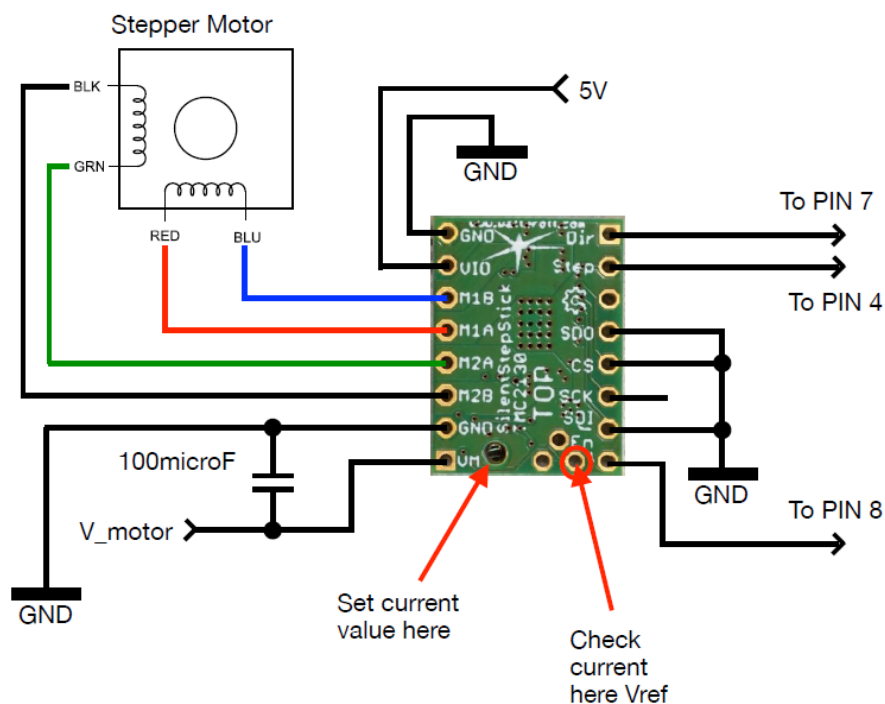 Stepper Motor
BLK
GRN
RED
BLU
5V
GND
To PIN 7
To PIN 4
GND
VIO
M1B
M1A
M2A
M2B
GND
VM
SilentStepStick
TMC2130
TOP
Dir
Step
SDO
CS
SCK
SDI
En
100microF
V_motor
GND
GND
To PIN 8
Set current
value here
Check
current
here Vref